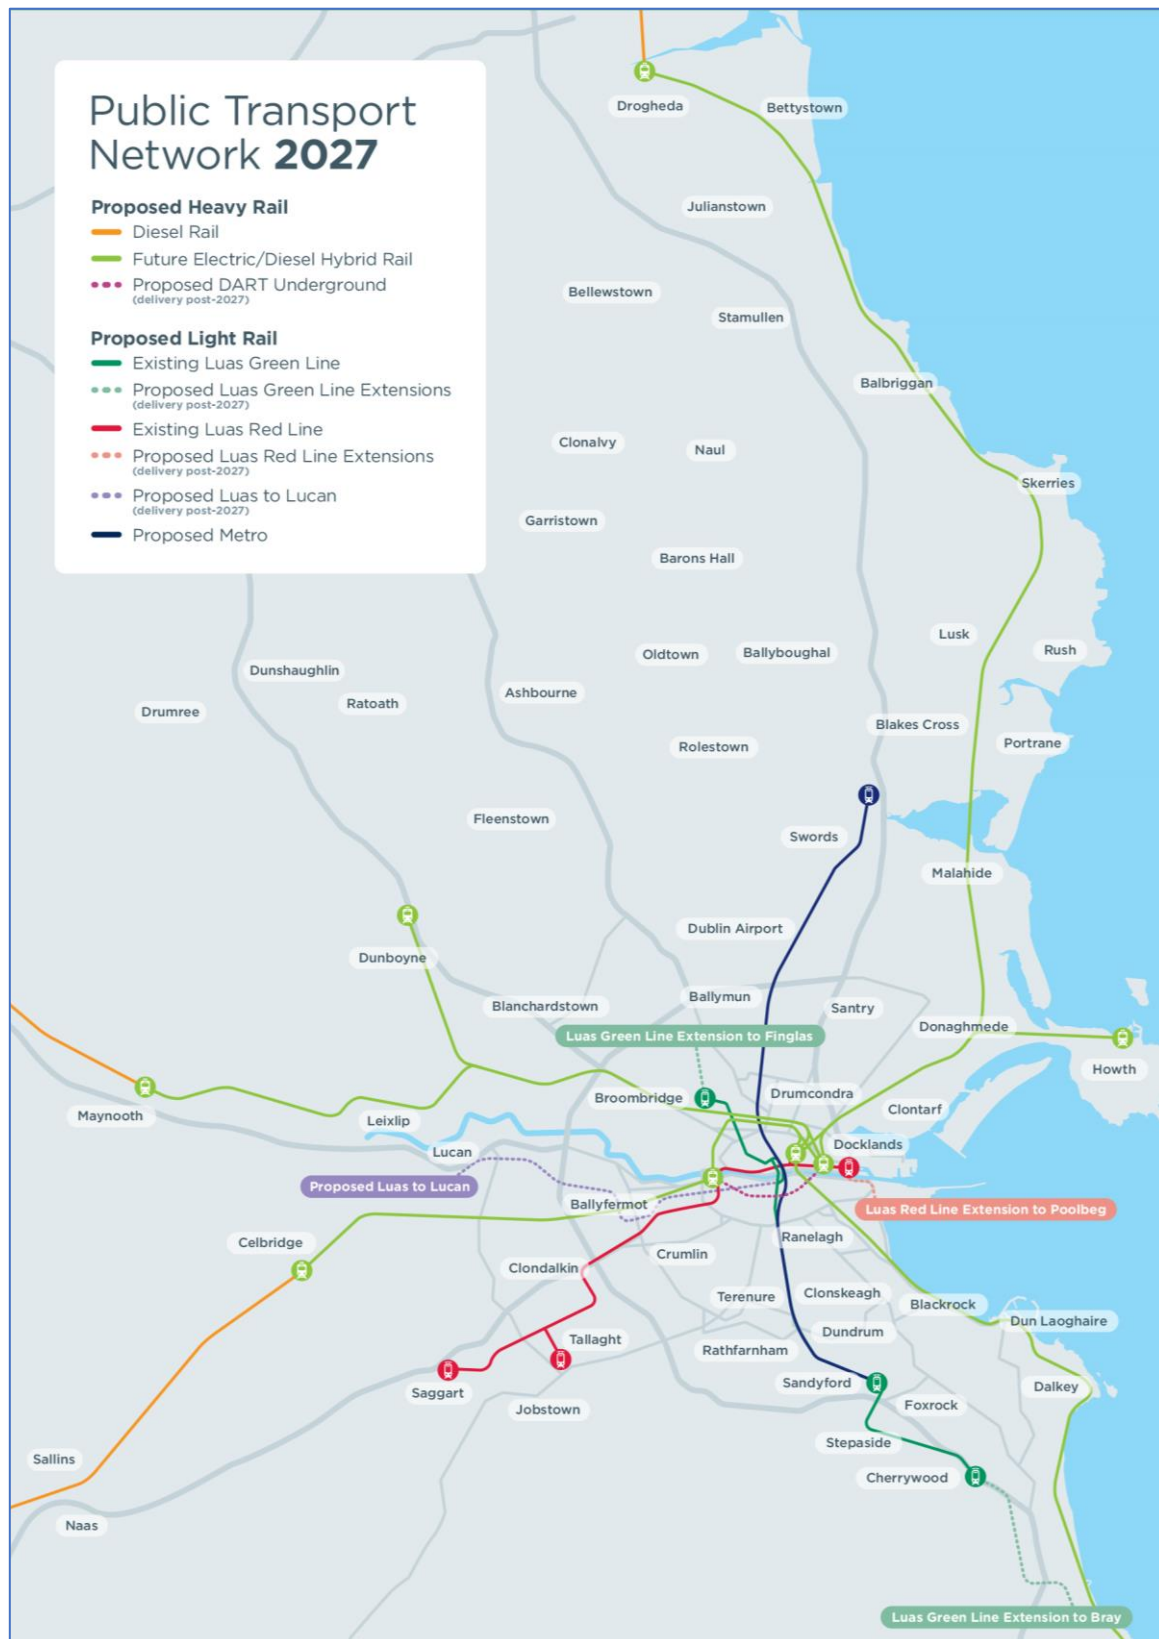 Public Transport
Network 2027
Proposed Heavy Rail
Diesel Rail
Future Electric/Diesel Hybrid Rail
Proposed DART Underground
(delivery post-2027)
Proposed Light Rail
Existing Luas Green Line
Proposed Luas Green Line Extensions
(delivery post-2027)
Existing Luas Red Line
Proposed Luas Red Line Extensions
(delivery post-2027)
Proposed Luas to Lucan
(delivery post-2027)
Proposed Metro
Drogheda
Bettystown
Julianstown
Bellewstown
Stamullen
Balbriggan
Clonalvy
Naul
Skerries
Garristown
Barons Hall
Lusk
Rush
Oldtown
Ballyboughal
Dunshaughlin
Ratoath
Ashbourne
Drumree
Blakes Cross
Portrane
Rolestown
Fleenstown
Swords
Malahide
Dublin Airport
Dunboyne
Blanchardstown
Ballymun
Santry
Donaghmede
Luas Green Line Extension to Finglas
Howth
Broombridge
Drumcondra
Clontarf
Maynooth
Leixlip
Lucan
Docklands
Proposed Luas to Lucan
Ballyfermot
Luas Red Line Extension to Poolbeg
Ranelagh
Celbridge
Crumlin
Clondalkin
Terenure
Clonskeagh
Blackrock
Dun Laoghaire
Tallaght
Dundrum
Rathfarnham
Sandyford
Dalkey
Saggart
Jobstown
Foxrock
Stepaside
Sallins
Cherrywood
Naas
Luas Green Line Extension to Bray